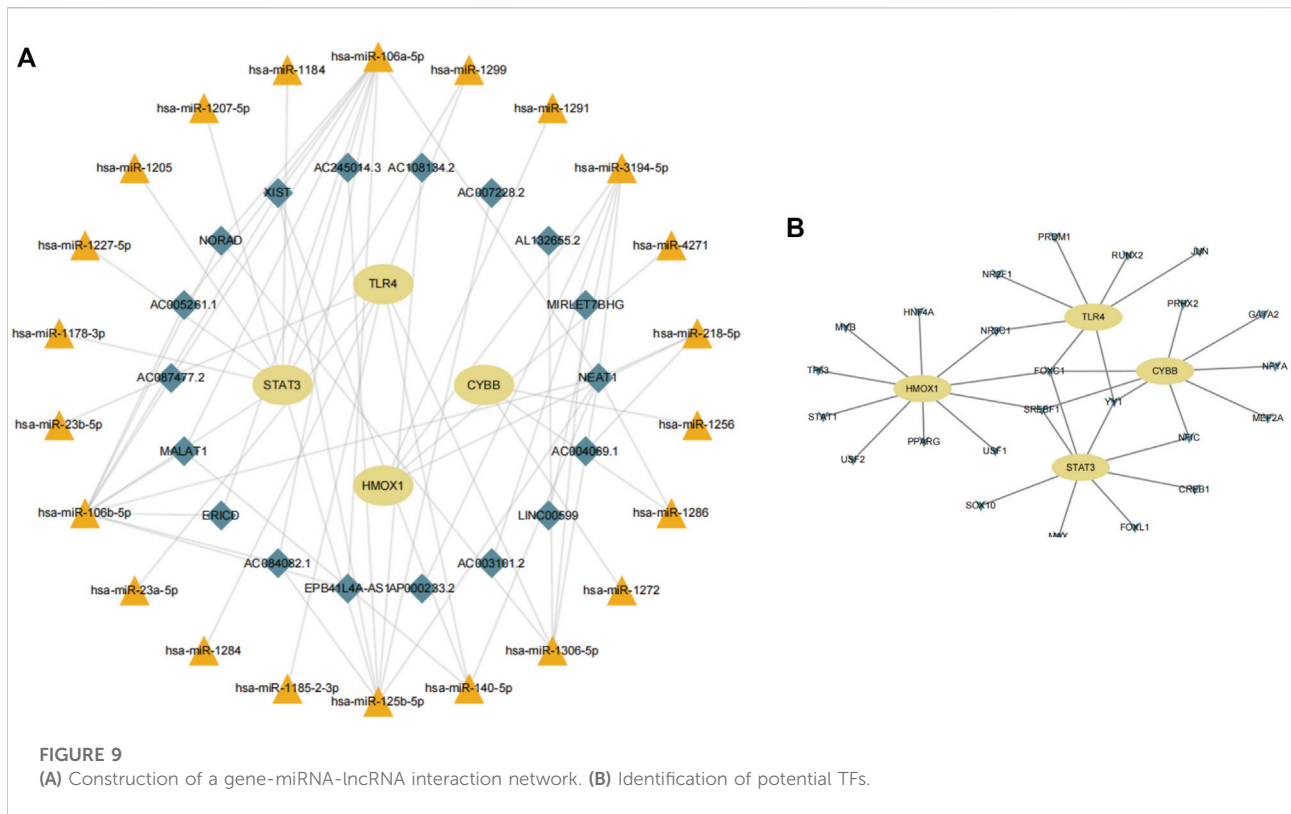 A
hsa-miR-106a-5p
hsa-miR-1184
hsa-miR-1299
hsa-miR-1207-5p
hsa-miR-1291
hsa-miR-1205
AC245014.3
AC108134.2
hsa-miR-3194-5p
XIST
AC007228.2
hsa-miR-1227-5p
NORAD
AL132655.2
hsa-miR-4271
TLR4
AC005261.1
MIRLET7BHG
hsa-miR-1178-3p
hsa-miR-218-5p
AC087477.2
STAT3
CYBB
NEAT1
hsa-miR-23b-5p
hsa-miR-1256
MALAT1
AC004069.1
HMOX1
hsa-miR-106b-5p
ERICD
LINC00599
hsa-miR-1286
AC084082.1
AC003101.2
hsa-miR-23a-5p
EPB41L4A-AS1
AP000233.2
hsa-miR-1272
hsa-miR-1284
hsa-miR-1306-5p
hsa-miR-1185-2-3p
hsa-miR-125b-5p
hsa-miR-140-5p
B
PRDM1
RUNX2
JUN
NR2F1
PRRX2
HNF4A
TLR4
GATA2
MYB
NR3C1
TP63
FOXC1
CYBB
NFYA
HMOX1
STAT1
SREBF1
YY1
MEF2A
PPARG
USF1
NFIC
USF2
STAT3
CREB1
SOX10
FOXL1
FIGURE 9
(A) Construction of a gene-miRNA-lncRNA interaction network. (B) Identification of potential TFs.